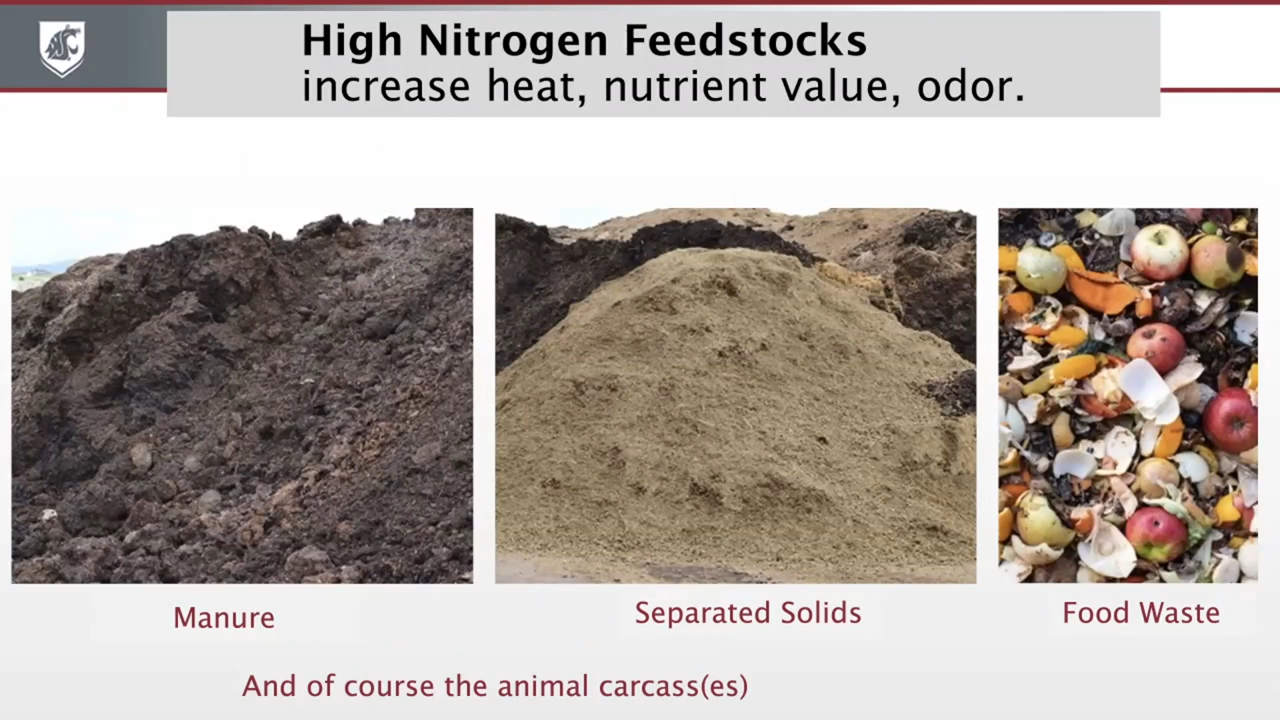 High Nitrogen Feedstocks
increase heat, nutrient value, odor.
Manure
Separated Solids
Food Waste
And of course the animal carcass(es)